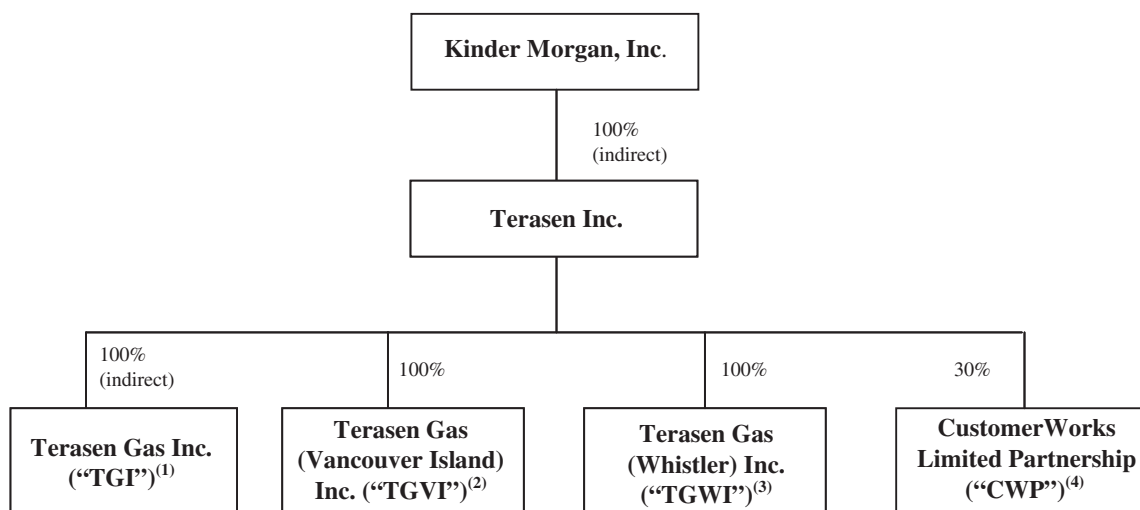 Kinder Morgan, Inc.
100%
(indirect)
Terasen Inc.
100%
(indirect)
100%
100%
30%
Terasen Gas Inc.
(“TGI”)(1)
Terasen Gas
(Vancouver Island)
Inc. (“TGVI”)(2)
Terasen Gas
(Whistler) Inc.
(“TGWI”)(3)
CustomerWorks
Limited Partnership
(“CWP”)(4)